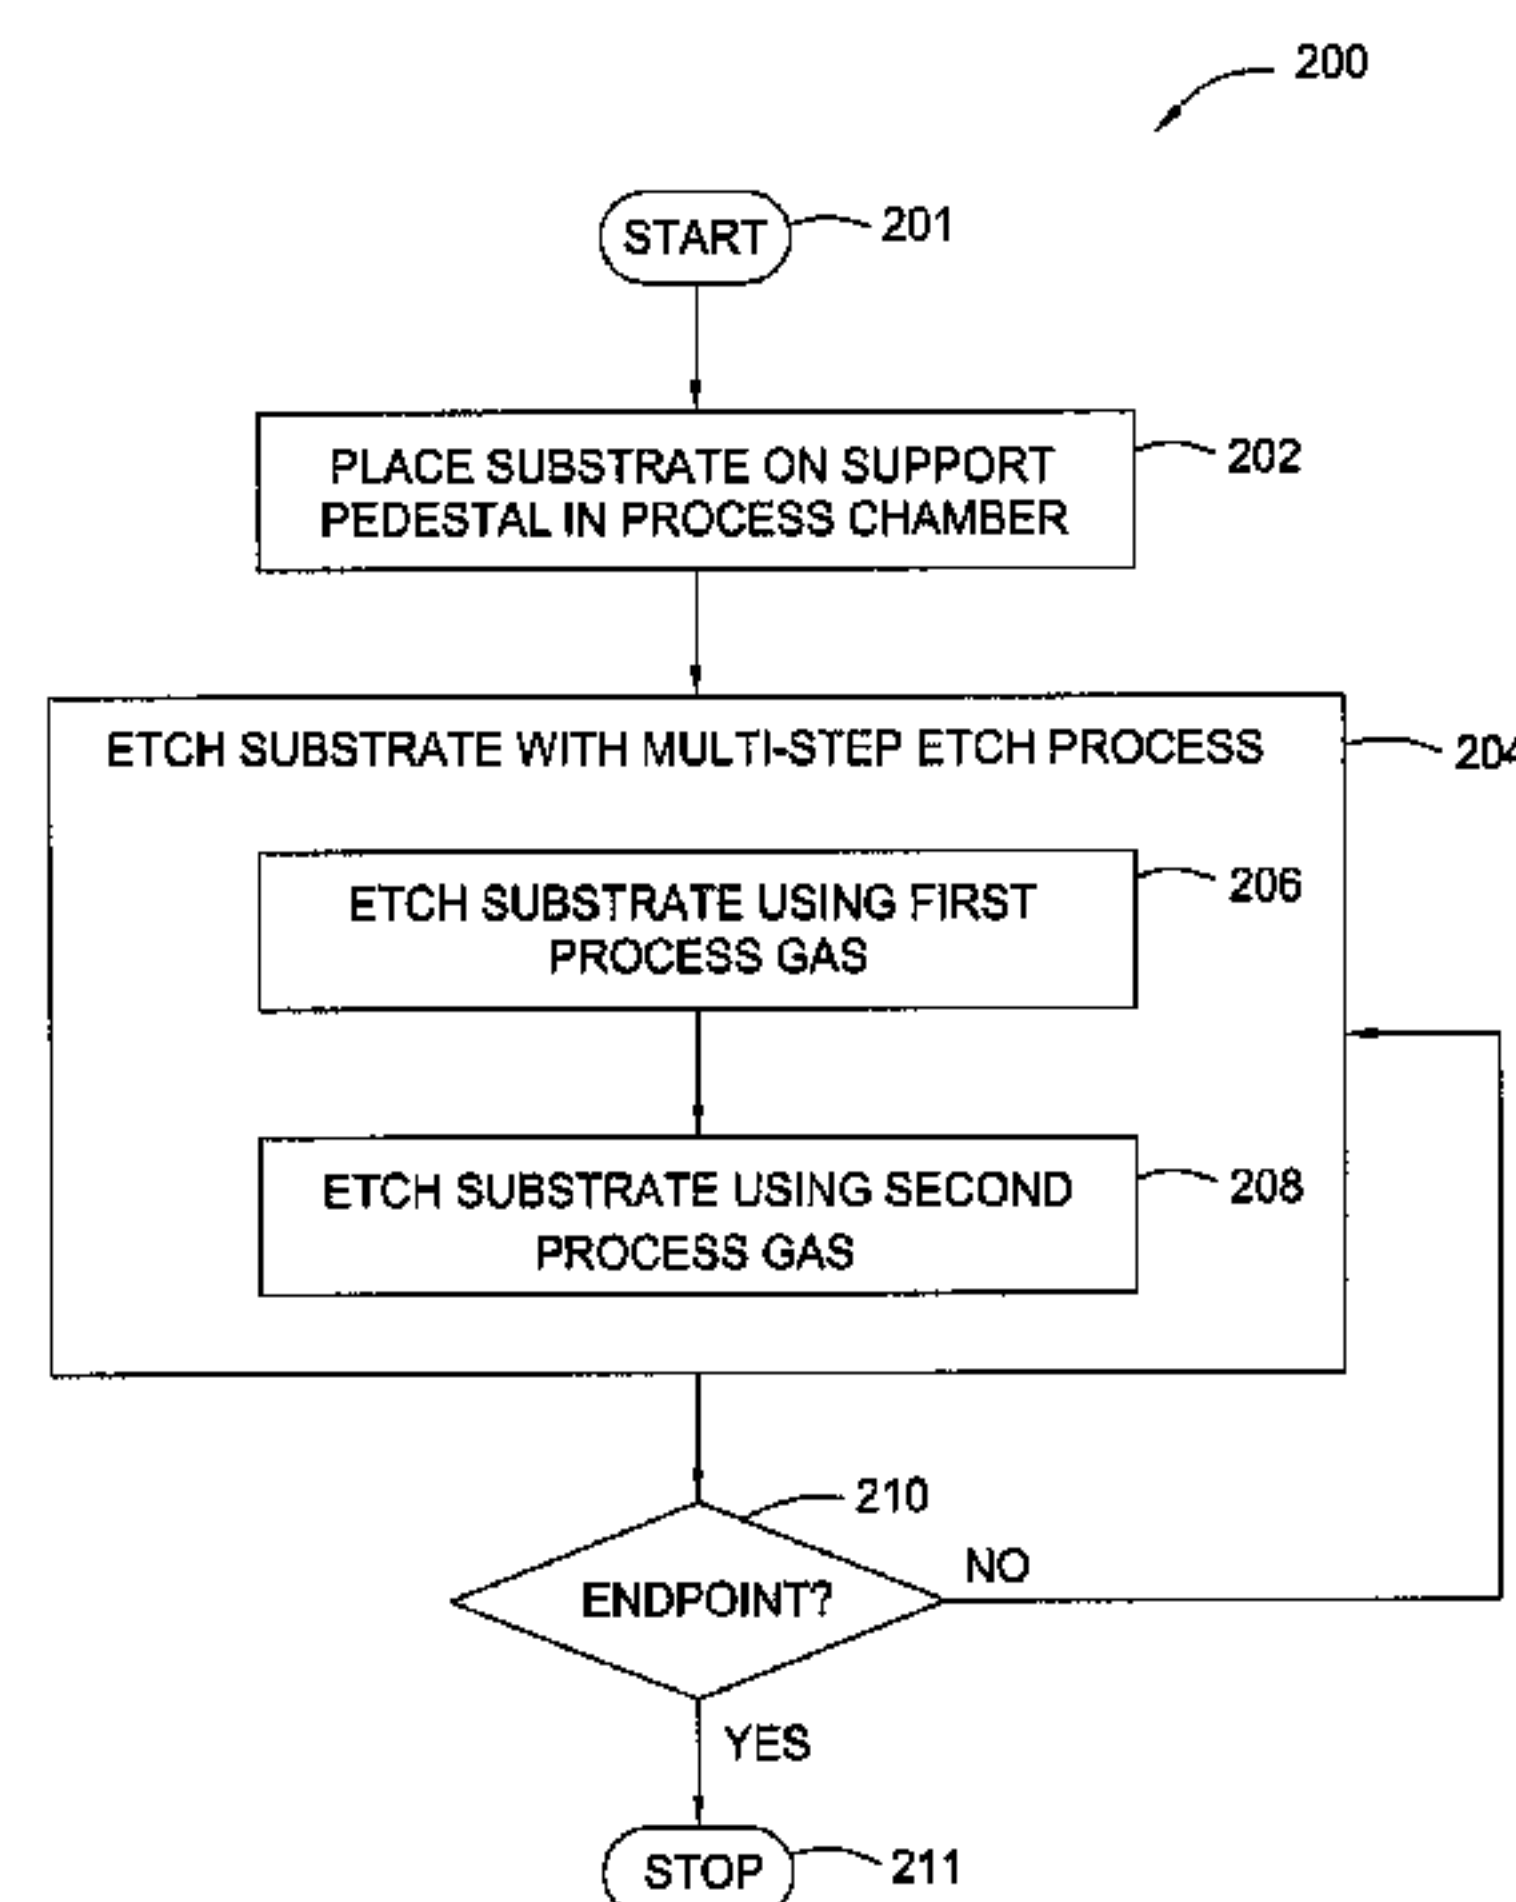 200
START
201
PLACE SUBSTRATE ON SUPPORT
PEDESTAL IN PROCESS CHAMBER
202
ETCH SUBSTRATE WITH MULTI-STEP ETCH PROCESS
204
ETCH SUBSTRATE USING FIRST
PROCESS GAS
206
ETCH SUBSTRATE USING SECOND
PROCESS GAS
208
210
ENDPOINT?
NO
YES
STOP
211